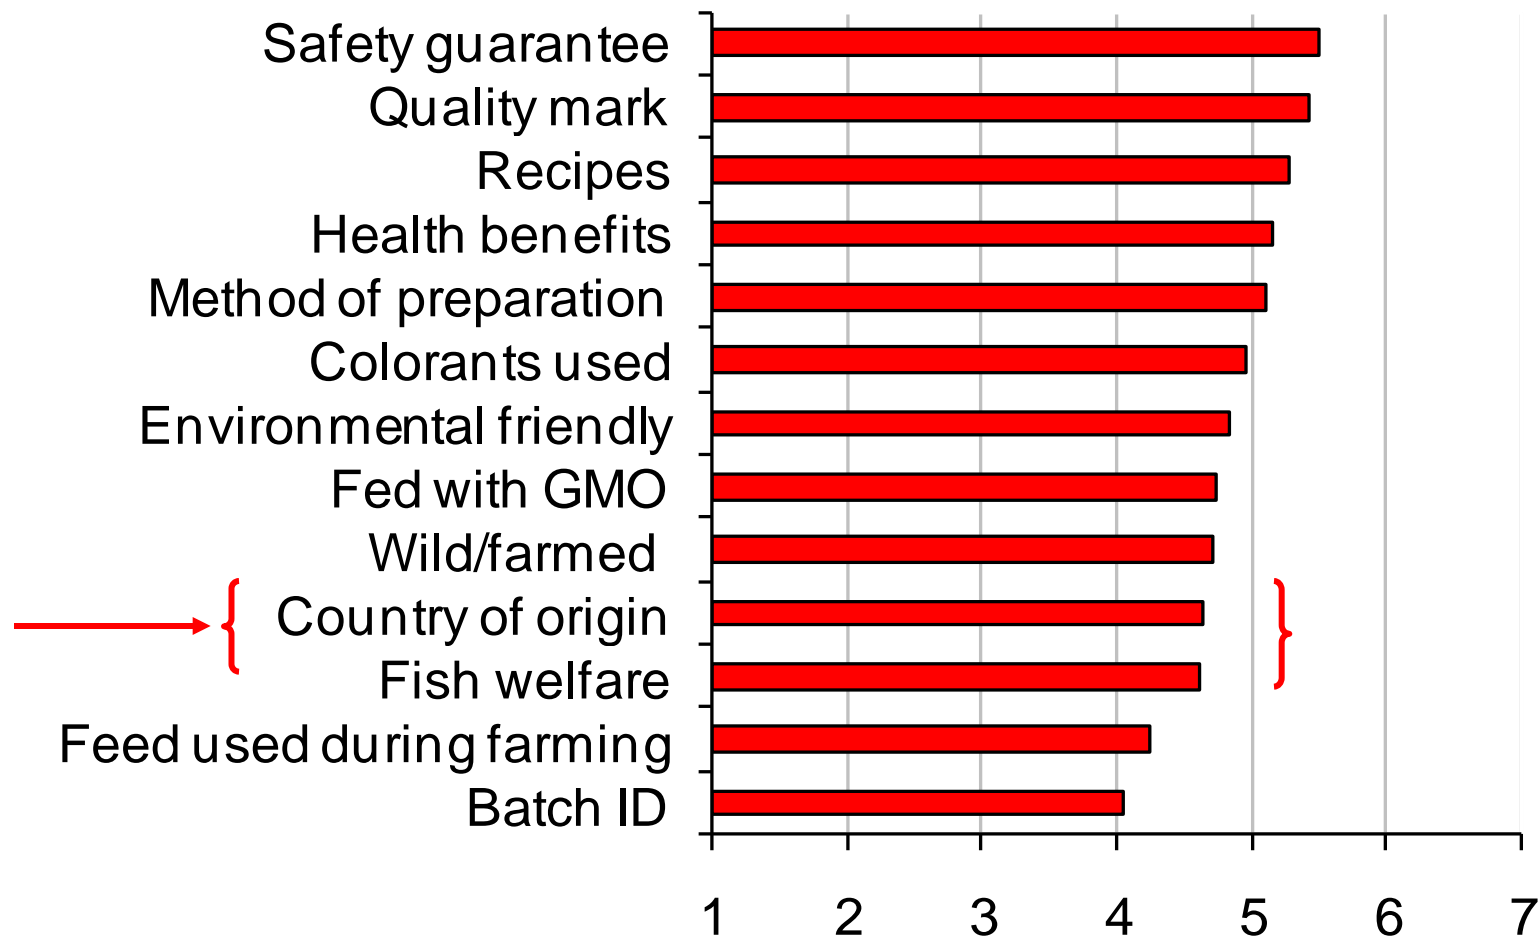 Safety guarantee
Quality mark
Recipes
Health benefits
Method of preparation
Colorants used
Environmental friendly
Fed with GMO
Wild/farmed
Country of origin
Fish welfare
Feed used during farming
Batch ID
1 2 3 4 5 6 7